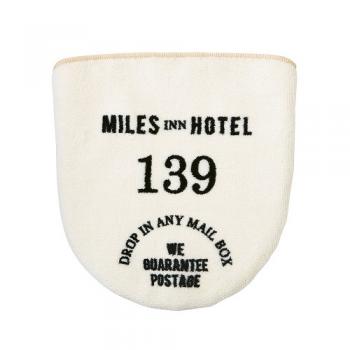 MILES INN HOTEL
139
DROP IN ANY MAIL BOX
WE
GUARANTEE
POSTAGE